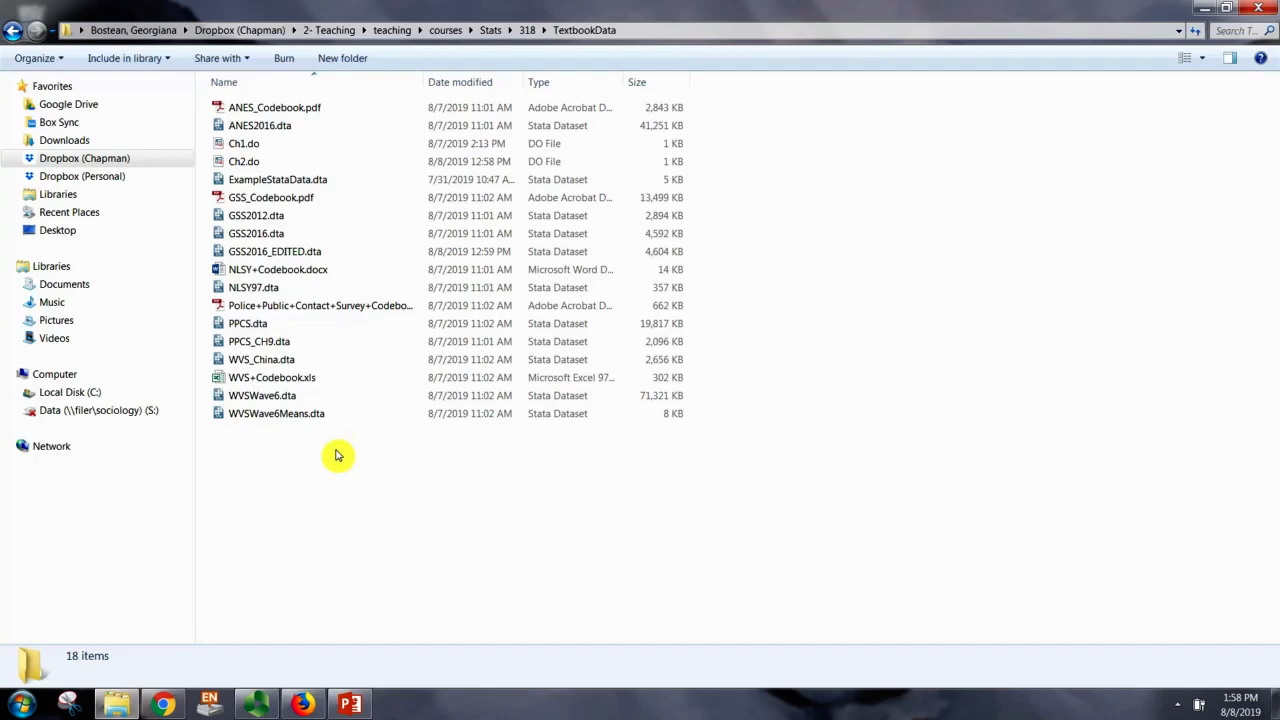 Bostean, Georgiana Dropbox (Chapman) 2- Teaching teaching courses Stats 318 TextbookData Search T...
Organize Include in library Share with Burn New folder
Favorites
Google Drive
Box Sync
Downloads
Dropbox (Chapman)
Dropbox (Personal)
Libraries
Recent Places
Desktop
Libraries
Documents
Music
Pictures
Videos
Computer
Local Disk (C:)
Data (\\filer\sociology) (S:)
Network
Name Date modified Type Size
ANES_Codebook.pdf 8/7/2019 11:01 AM Adobe Acrobat D... 2,843 KB
ANES2016.dta 8/7/2019 11:01 AM Stata Dataset 41,251 KB
Ch1.do 8/7/2019 2:13 PM DO File 1 KB
Ch2.do 8/8/2019 12:58 PM DO File 1 KB
ExampleStataData.dta 7/31/2019 10:47 A... Stata Dataset 5 KB
GSS_Codebook.pdf 8/7/2019 11:02 AM Adobe Acrobat D... 13,499 KB
GSS2012.dta 8/7/2019 11:01 AM Stata Dataset 2,894 KB
GSS2016.dta 8/7/2019 11:01 AM Stata Dataset 4,592 KB
GSS2016_EDITED.dta 8/8/2019 12:59 PM Stata Dataset 4,604 KB
NLSY+Codebook.docx 8/7/2019 11:01 AM Microsoft Word D... 14 KB
NLSY97.dta 8/7/2019 11:01 AM Stata Dataset 357 KB
Police+Public+Contact+Survey+Codebo... 8/7/2019 11:02 AM Adobe Acrobat D... 662 KB
PPCS.dta 8/7/2019 11:02 AM Stata Dataset 19,817 KB
PPCS_CH9.dta 8/7/2019 11:01 AM Stata Dataset 2,096 KB
WVS_China.dta 8/7/2019 11:02 AM Stata Dataset 2,656 KB
WVS+Codebook.xls 8/7/2019 11:02 AM Microsoft Excel 97... 302 KB
WVSWave6.dta 8/7/2019 11:02 AM Stata Dataset 71,321 KB
WVSWave6Means.dta 8/7/2019 11:02 AM Stata Dataset 8 KB
18 items
EN
1:58 PM
8/8/2019